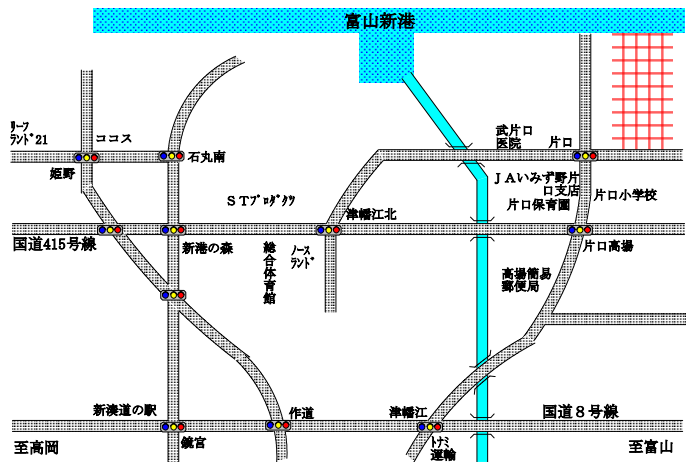 富山新港
ﾘｰﾌ
ﾗﾝﾄﾞ21
ココス
石丸南
姫野
武片口
医院
片口
ＪＡいみず野片
口支店
片口保育園
片口小学校
ＳＴﾌﾟﾛﾀﾞｸﾂ
津幡江北
国道415号線
新港の森
総合体育館
ﾉｰｽ
ﾗﾝﾄﾞ
片口高場
高場簡易
郵便局
新湊道の駅
作道
津幡江
国道８号線
至高岡
鏡宮
ﾄﾅﾐ
運輸
至富山